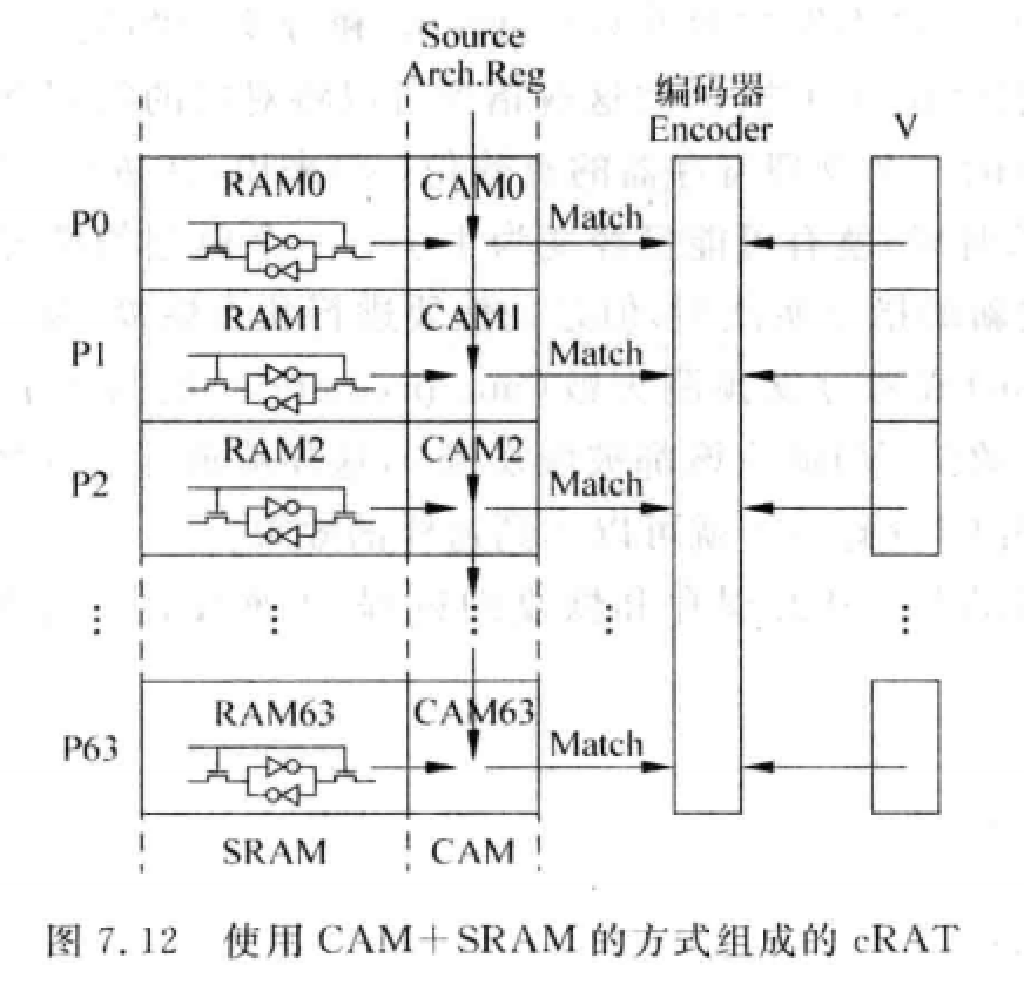 Source
Arch.Reg
编码器
Encoder
V
P0
RAM0
CAM0
Match
P1
RAM1
CAM1
Match
P2
RAM2
CAM2
Match
⋮ ⋮ ⋮ ⋮ ⋮
P63
RAM63
CAM63
Match
SRAM
CAM
图 7.12 使用 CAM+SRAM 的方式组成的 cRAT